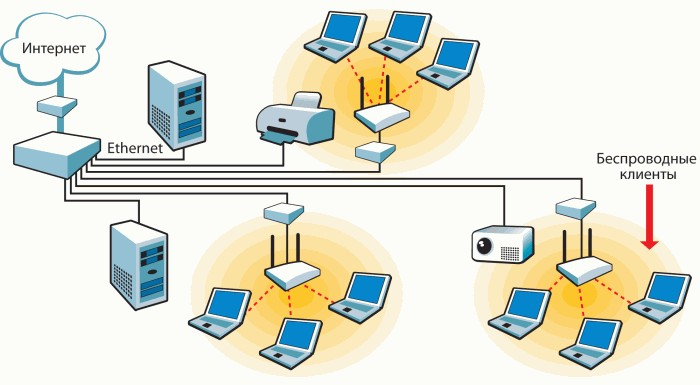 Интернет
Ethernet
Беспроводные
клиенты